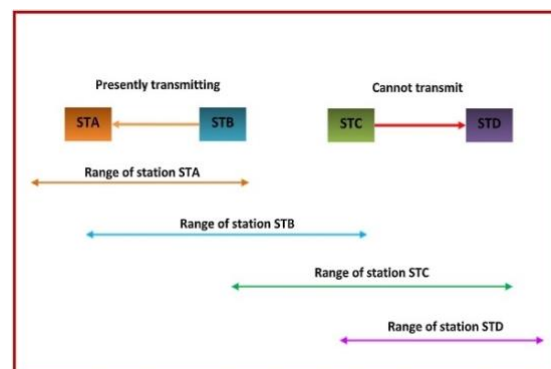 Presently transmitting
Cannot transmit
STA
STB
STC
STD
Range of station STA
Range of station STB
Range of station STC
Range of station STD